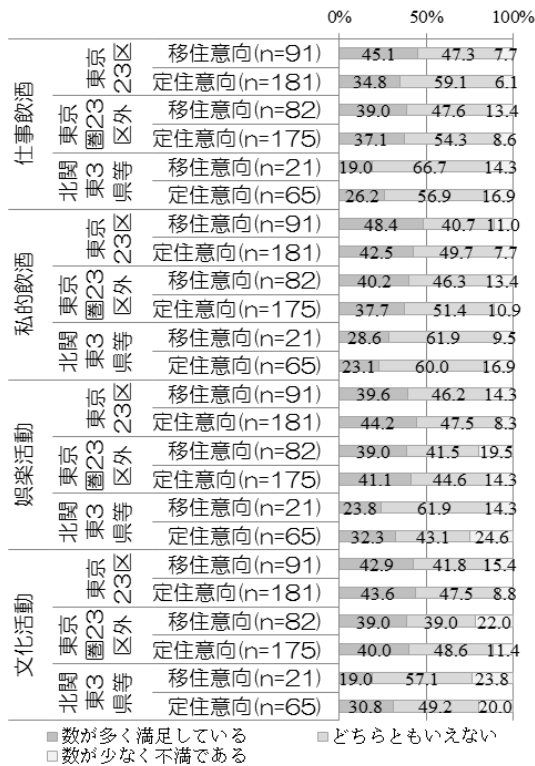 0% 50% 100%
仕事飲酒
東京23区
移住意向(n=91) 45.1 47.3 7.7
定住意向(n=181) 34.8 59.1 6.1
東京圏23区外
移住意向(n=82) 39.0 47.6 13.4
定住意向(n=175) 37.1 54.3 8.6
北関東3県等
移住意向(n=21) 19.0 66.7 14.3
定住意向(n=65) 26.2 56.9 16.9
私的飲酒
東京23区
移住意向(n=91) 48.4 40.7 11.0
定住意向(n=181) 42.5 49.7 7.7
東京圏23区外
移住意向(n=82) 40.2 46.3 13.4
定住意向(n=175) 37.7 51.4 10.9
北関東3県等
移住意向(n=21) 28.6 61.9 9.5
定住意向(n=65) 23.1 60.0 16.9
娯楽活動
東京23区
移住意向(n=91) 39.6 46.2 14.3
定住意向(n=181) 44.2 47.5 8.3
東京圏23区外
移住意向(n=82) 39.0 41.5 19.5
定住意向(n=175) 41.1 44.6 14.3
北関東3県等
移住意向(n=21) 23.8 61.9 14.3
定住意向(n=65) 32.3 43.1 24.6
文化活動
東京23区
移住意向(n=91) 42.9 41.8 15.4
定住意向(n=181) 43.6 47.5 8.8
東京圏23区外
移住意向(n=82) 39.0 39.0 22.0
定住意向(n=175) 40.0 48.6 11.4
北関東3県等
移住意向(n=21) 19.0 57.1 23.8
定住意向(n=65) 30.8 49.2 20.0
数が多く満足している どちらともいえない
数が少なく不満である